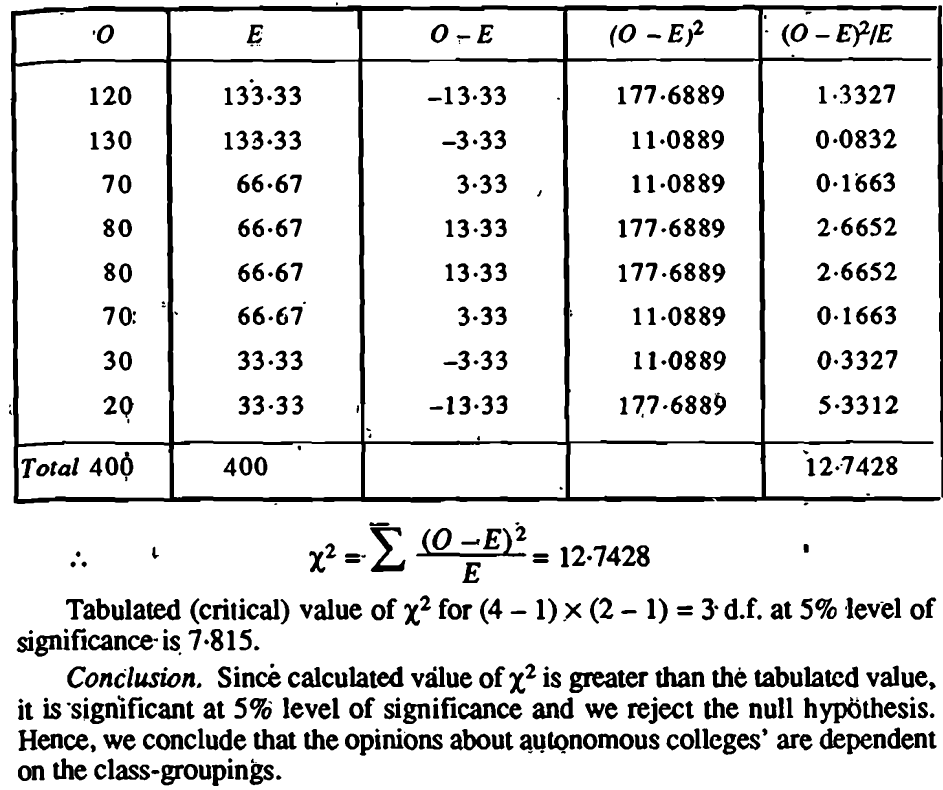 O E O – E (O – E)² (O – E)²/E
120 133·33 –13·33 177·6889 1·3327
130 133·33 –3·33 11·0889 0·0832
70 66·67 3·33 11·0889 0·1663
80 66·67 13·33 177·6889 2·6652
80 66·67 13·33 177·6889 2·6652
70 66·67 3·33 11·0889 0·1663
30 33·33 –3·33 11·0889 0·3327
20 33·33 –13·33 177·6889 5·3312
Total 400 400 12·7428
∴ χ² = ∑ (O – E)²/E = 12·7428
Tabulated (critical) value of χ² for (4 – 1) × (2 – 1) = 3 d.f. at 5% level of
significance is 7·815.
Conclusion. Since calculated value of χ² is greater than the tabulated value,
it is significant at 5% level of significance and we reject the null hypothesis.
Hence, we conclude that the opinions about autonomous colleges' are dependent
on the class-groupings.